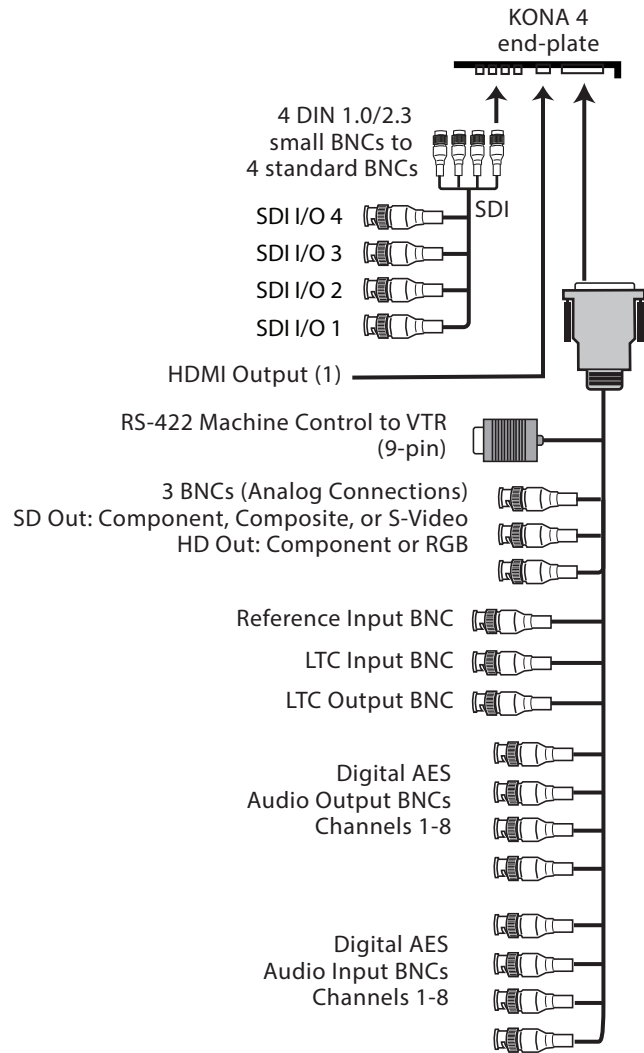 KONA 4
end-plate
4 DIN 1.0/2.3
small BNCs to
4 standard BNCs
SDI
SDI I/O 4
SDI I/O 3
SDI I/O 2
SDI I/O 1
HDMI Output (1)
RS-422 Machine Control to VTR
(9-pin)
3 BNCs (Analog Connections)
SD Out: Component, Composite, or S-Video
HD Out: Component or RGB
Reference Input BNC
LTC Input BNC
LTC Output BNC
Digital AES
Audio Output BNCs
Channels 1-8
Digital AES
Audio Input BNCs
Channels 1-8